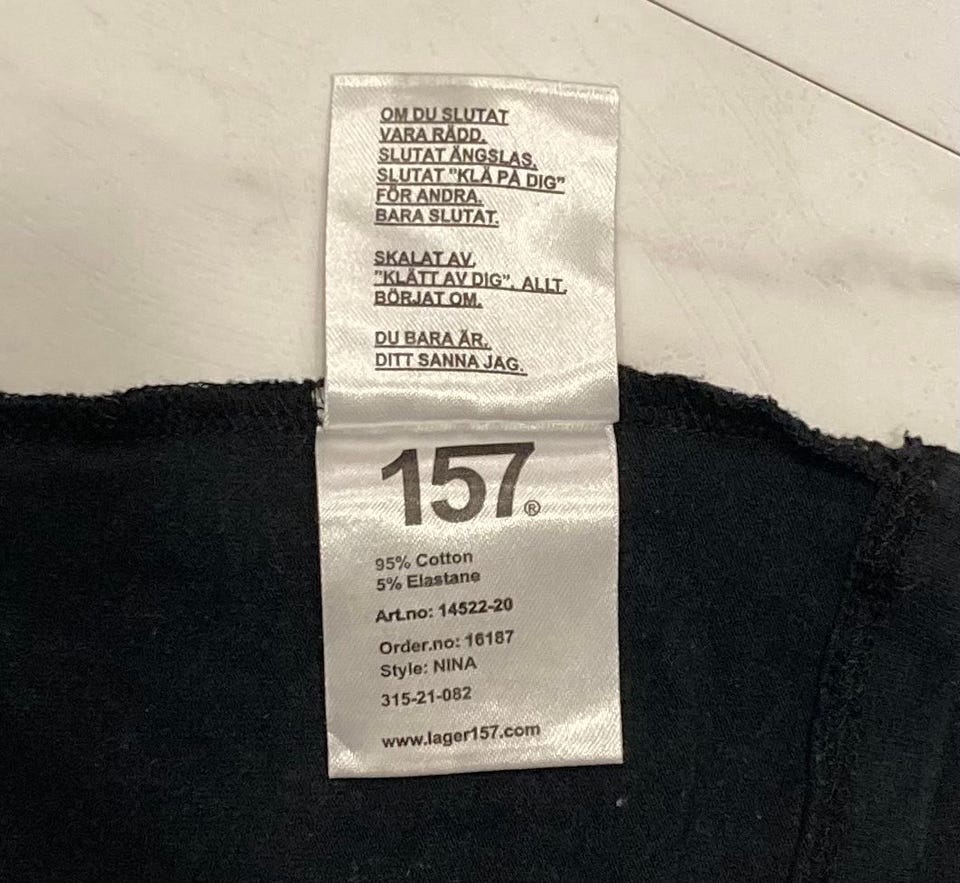 OM DU SLUTAT
VARA RÄDD.
SLUTAT ÄNGSLAS.
SLUTAT ”KLÄ PÅ DIG”
FÖR ANDRA.
BARA SLUTAT.
SKALAT AV.
”KLÄTT AV DIG”. ALLT.
BÖRJAT OM.
DU BARA ÄR.
DITT SANNA JAG.
157®
95% Cotton
5% Elastane
Art.no: 14522-20
Order.no: 16187
Style: NINA
315-21-082
www.lager157.com